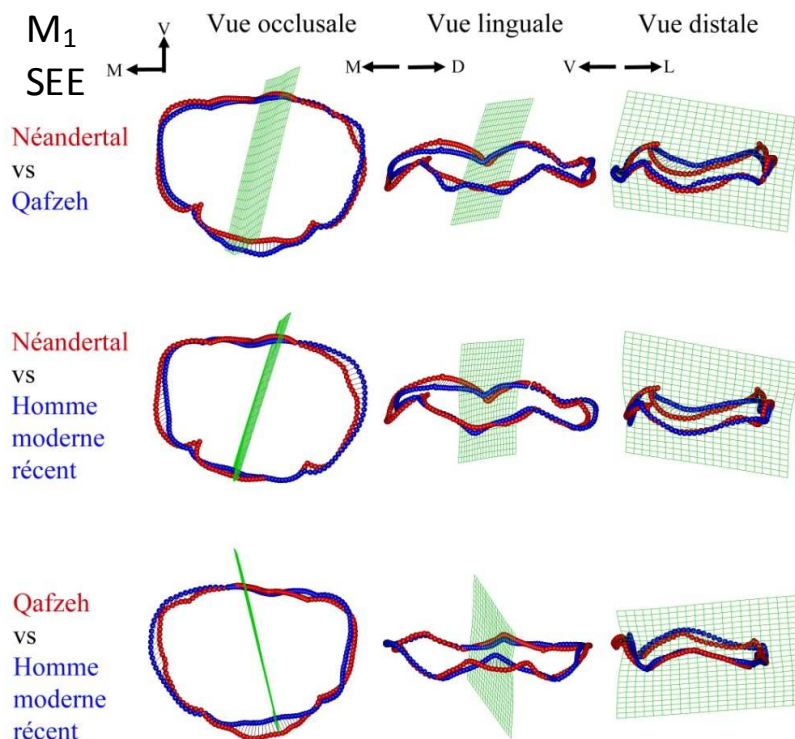 M₁
SEE
Vue occlusale
Vue linguale
Vue distale
V
M
M
D
V
L
Néandertal
vs
Qafzeh
Néandertal
vs
Homme
moderne
récent
Qafzeh
vs
Homme
moderne
récent